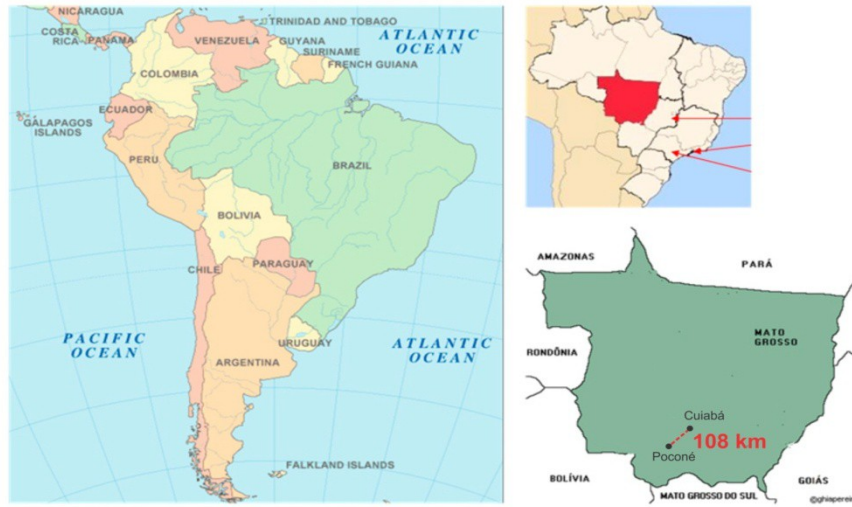 NICARAGUA
TRINIDAD AND TOBAGO
COSTA
RICA
PANAMA
VENEZUELA
GUYANA
ATLANTIC
OCEAN
SURINAME
FRENCH GUIANA
COLOMBIA
ECUADOR
GÁLAPAGOS
ISLANDS
PERU
BRAZIL
BOLIVIA
CHILE
PARAGUAY
PACIFIC
OCEAN
URUGUAY
ATLANTIC
OCEAN
ARGENTINA
FALKLAND ISLANDS
AMAZONAS
PARÁ
MATO
GROSSO
RONDÔNIA
Cuiabá
108 km
Poconé
BOLÍVIA
GOIÁS
MATO GROSSO DO SUL
@ghiaperei